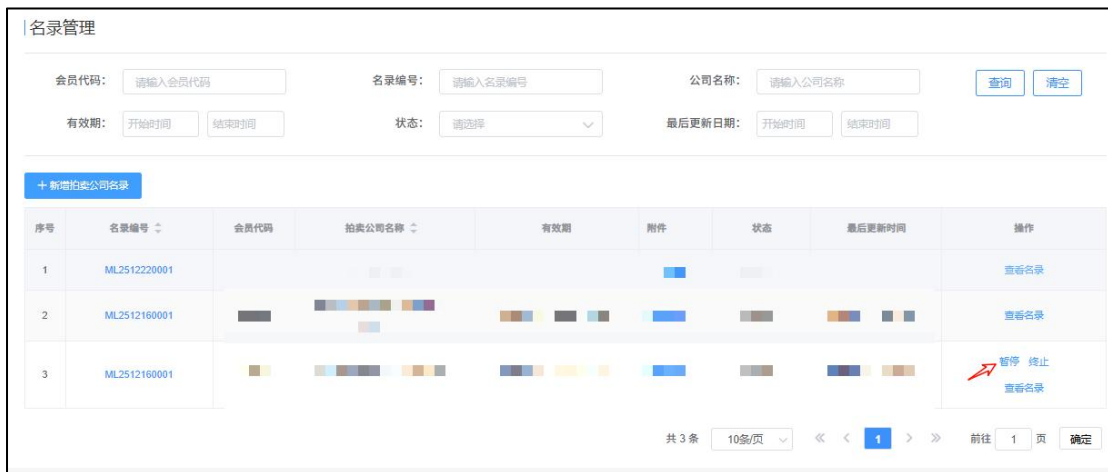 名录管理
会员代码： 请输入会员代码 名录编号： 请输入名录编号 公司名称： 请输入公司名称 查询 清空
有效期： 开始时间 结束时间 状态： 请选择 最后更新日期： 开始时间 结束时间
+ 新增拍卖公司名录
序号 名录编号 会员代码 拍卖公司名称 有效期 附件 状态 最后更新时间 操作
1 ML2512220001 查看名录
2 ML2512160001 查看名录
3 ML2512160001 暂停 终止
查看名录
共 3 条 10条/页 1 前往 1 页 确定